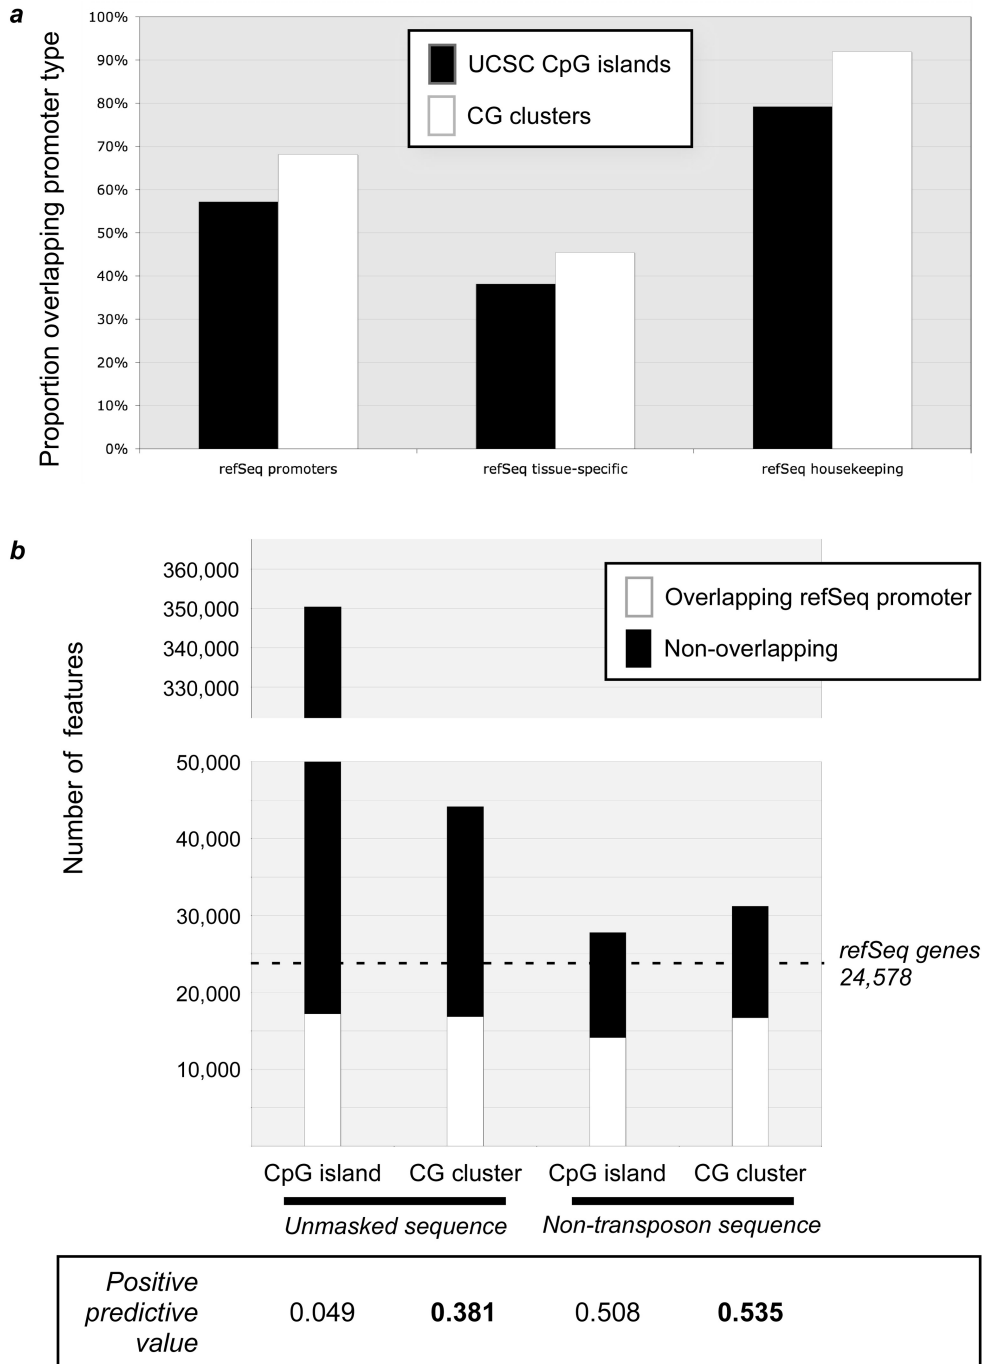 a
Proportion overlapping promoter type
100%
90%
80%
70%
60%
50%
40%
30%
20%
10%
0%
UCSC CpG islands
CG clusters
refSeq promoters
refSeq tissue-specific
refSeq housekeeping
b
Number of features
360,000
350,000
340,000
330,000
50,000
40,000
30,000
20,000
10,000
Overlapping refSeq promoter
Non-overlapping
refSeq genes
24,578
CpG island CG cluster CpG island CG cluster
Unmasked sequence Non-transposon sequence
Positive
predictive
value
0.049 0.381 0.508 0.535